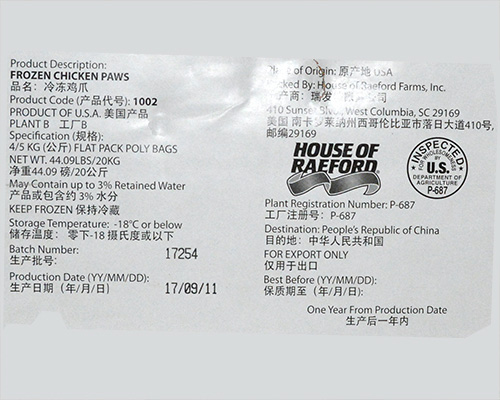 Product Description:
FROZEN CHICKEN PAWS
品名：冷冻鸡爪
Product Code (产品代号): 1002
PRODUCT OF U.S.A. 美国产品
PLANT B 工厂B
Specification (规格):
4/5 KG (公斤) FLAT PACK POLY BAGS
NET WT. 44.09LBS/20KG
净重44.09 磅/20公斤
May Contain up to 3% Retained Water
产品或包含约 3% 水分
KEEP FROZEN 保持冷藏
Storage Temperature: -18°C or below
储存温度：零下-18 摄氏度或以下
Batch Number: 17254
生产批号:
Production Date (YY/MM/DD):
生产日期（年/月/日） 17/09/11
of Origin: 原产地 USA
By: House of Raeford Farms, Inc.
产商：瑞发 公司
410 Sunset Blvd., West Columbia, SC 29169
美国 南卡罗莱纳州西哥伦比亚市落日大道410号,
邮编29169
HOUSE OF
RAEFORD
INSPECTED
FOR WHOLESOMENESS
BY
U.S.
DEPARTMENT OF
AGRICULTURE
P-687
Plant Registration Number: P-687
工厂注册号：P-687
Destination: People's Republic of China
目的地：中华人民共和国
FOR EXPORT ONLY
仅用于出口
Best Before (YY/MM/DD):
保质期至（年/月/日）:
One Year From Production Date
生产后一年内